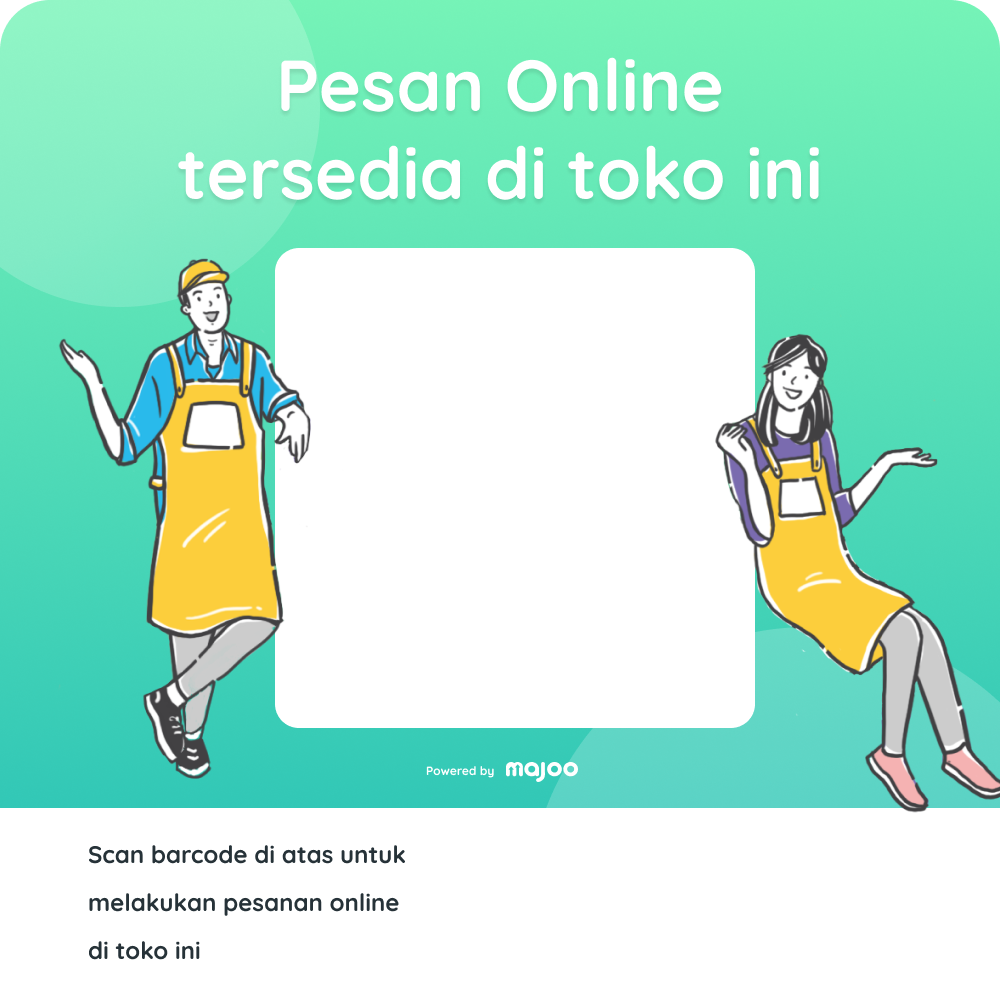 Pesan Online
tersedia di toko ini
Powered by majoo
Scan barcode di atas untuk
melakukan pesanan online
di toko ini